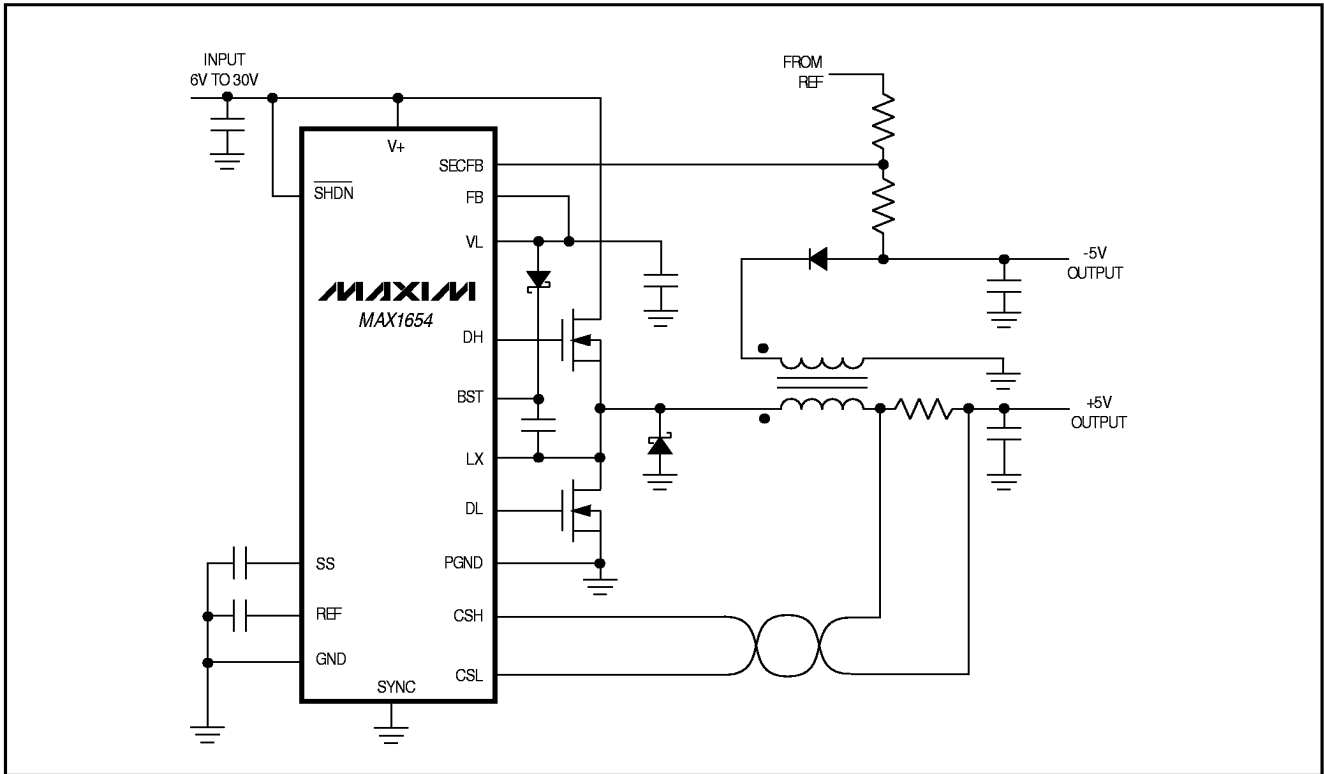 INPUT
6V TO 30V
FROM
REF
V+
SECFB
SHDN
FB
VL
-5V
OUTPUT
MAXIM
MAX1654
DH
BST
+5V
OUTPUT
LX
DL
SS
PGND
REF
CSH
GND
CSL
SYNC